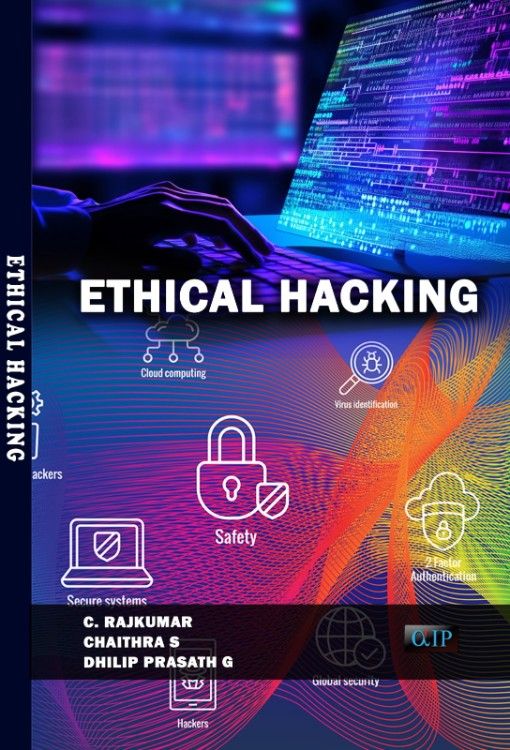 ETHICAL HACKING
ETHICAL HACKING
Cloud computing
Virus identification
ackers
Safety
2 Factor
Authentication
Secure systems
C. RAJKUMAR
CHAITHRA S
DHILIP PRASATH G
αIP
Global security
Hackers